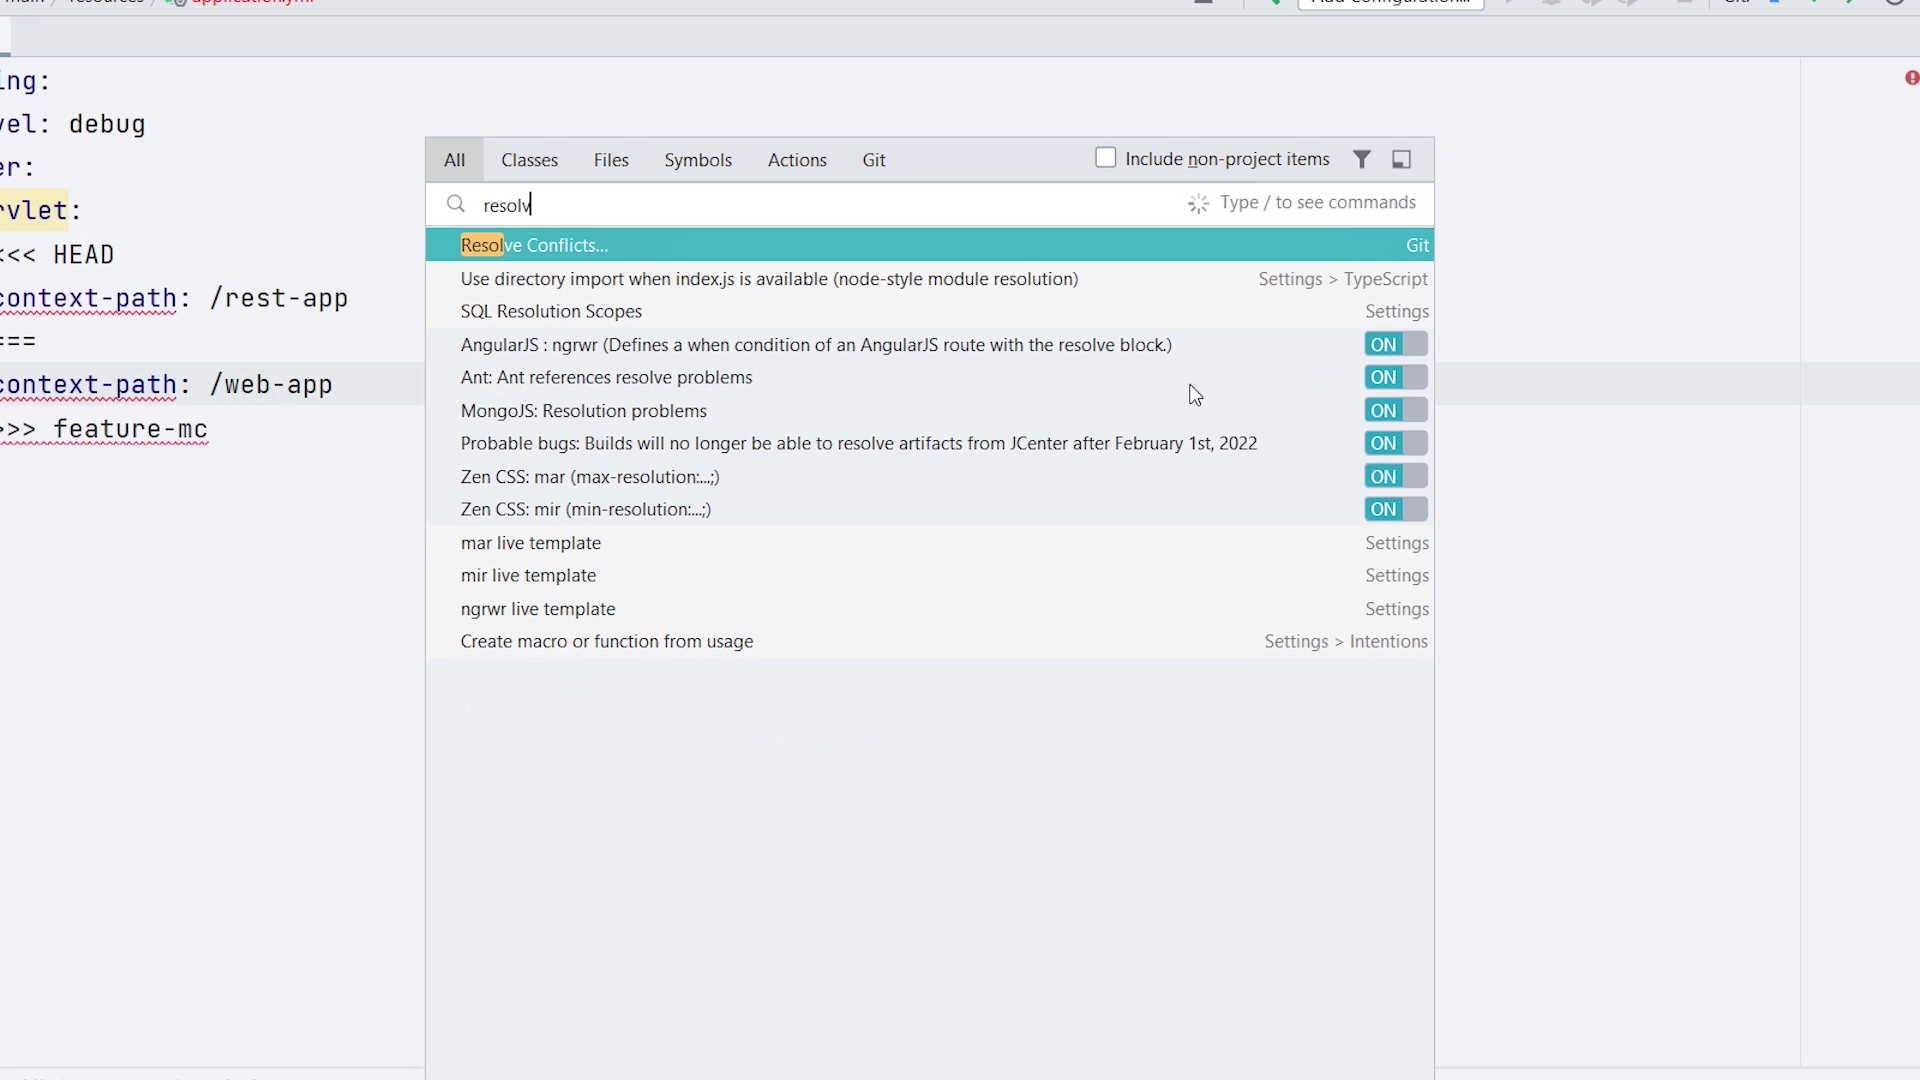 main resources application.yml Add Configuration... Git:
ing:
vel: debug
er:
rvlet:
<<< HEAD
context-path: /rest-app
===
context-path: /web-app
>>> feature-mc
All Classes Files Symbols Actions Git Include non-project items
resolv Type / to see commands
Resolve Conflicts... Git
Use directory import when index.js is available (node-style module resolution) Settings > TypeScript
SQL Resolution Scopes Settings
AngularJS : ngrwr (Defines a when condition of an AngularJS route with the resolve block.) ON
Ant: Ant references resolve problems ON
MongoJS: Resolution problems ON
Probable bugs: Builds will no longer be able to resolve artifacts from JCenter after February 1st, 2022 ON
Zen CSS: mar (max-resolution:...;) ON
Zen CSS: mir (min-resolution:...;) ON
mar live template Settings
mir live template Settings
ngrwr live template Settings
Create macro or function from usage Settings > Intentions